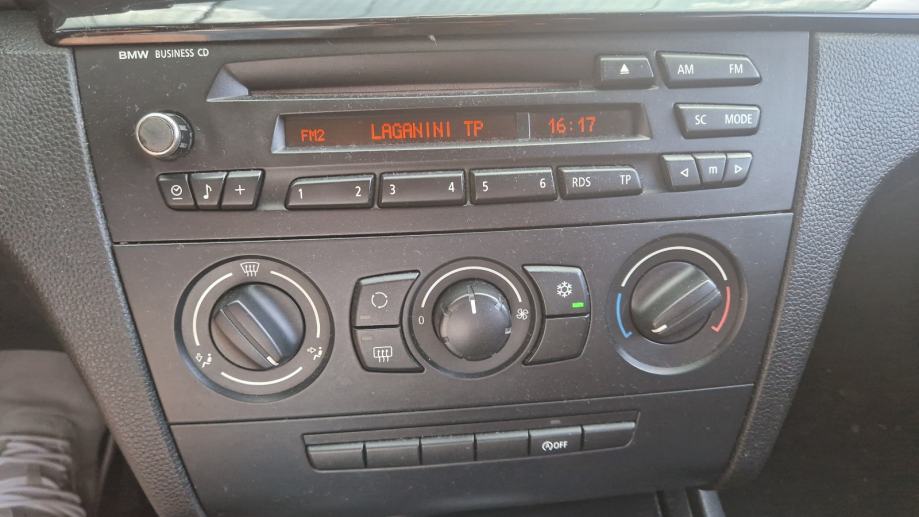 BMW BUSINESS CD
AM FM
FM2 LAGANINI TP 16:17
SC MODE
1 2 3 4 5 6 RDS TP
m
0
OFF